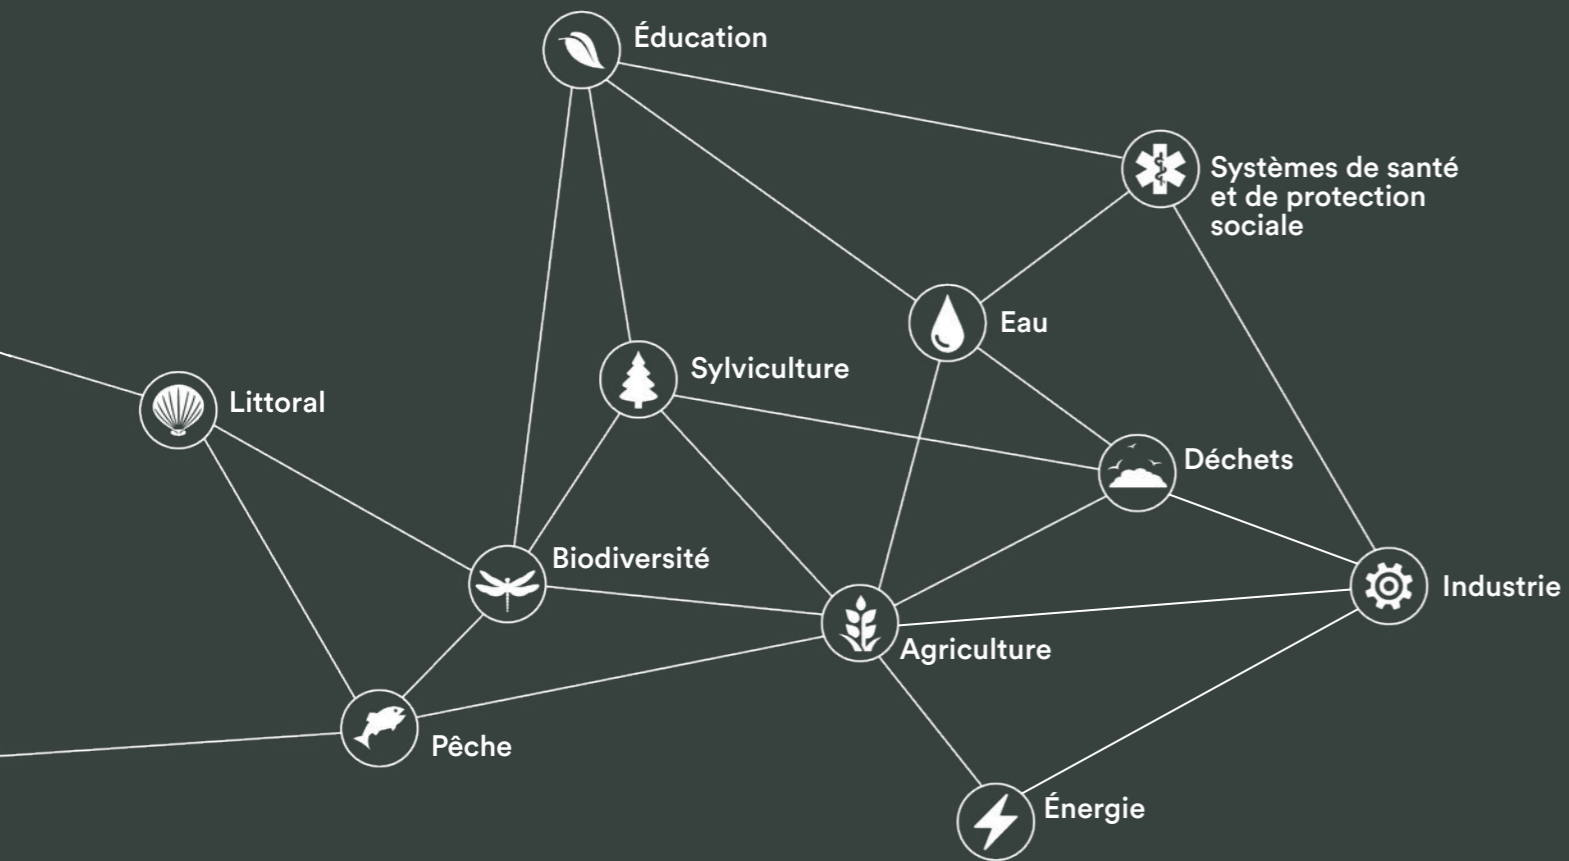 Éducation
Systèmes de santé
et de protection
sociale
Eau
Sylviculture
Littoral
Déchets
Biodiversité
Industrie
Agriculture
Pêche
Énergie